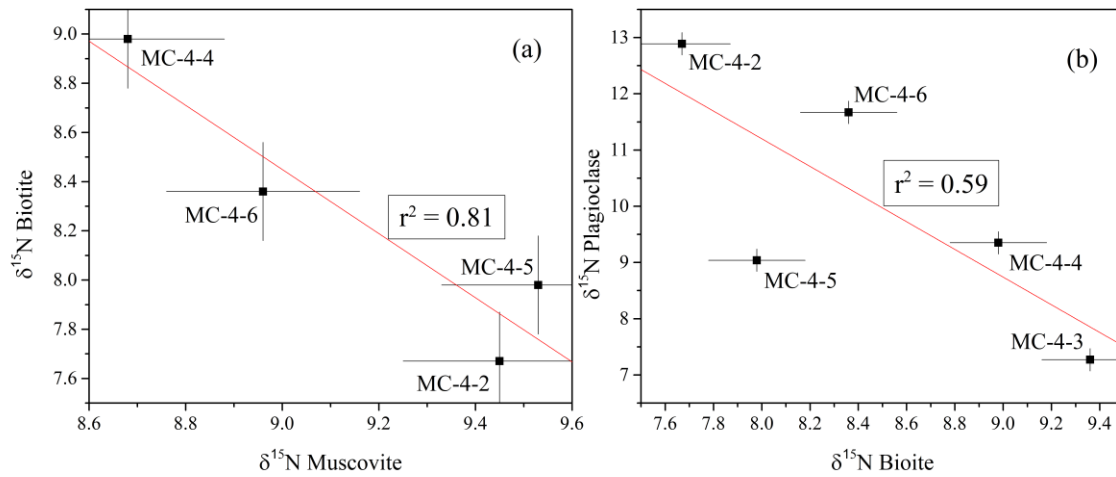 (a)
9.0
8.8
8.6
8.4
8.2
8.0
7.8
7.6
δ¹⁵N Biotite
MC-4-4
MC-4-6
r² = 0.81
MC-4-5
MC-4-2
8.6 8.8 9.0 9.2 9.4 9.6
δ¹⁵N Muscovite
(b)
13
12
11
10
9
8
7
δ¹⁵N Plagioclase
MC-4-2
MC-4-6
r² = 0.59
MC-4-5
MC-4-4
MC-4-3
7.6 7.8 8.0 8.2 8.4 8.6 8.8 9.0 9.2 9.4
δ¹⁵N Bioite